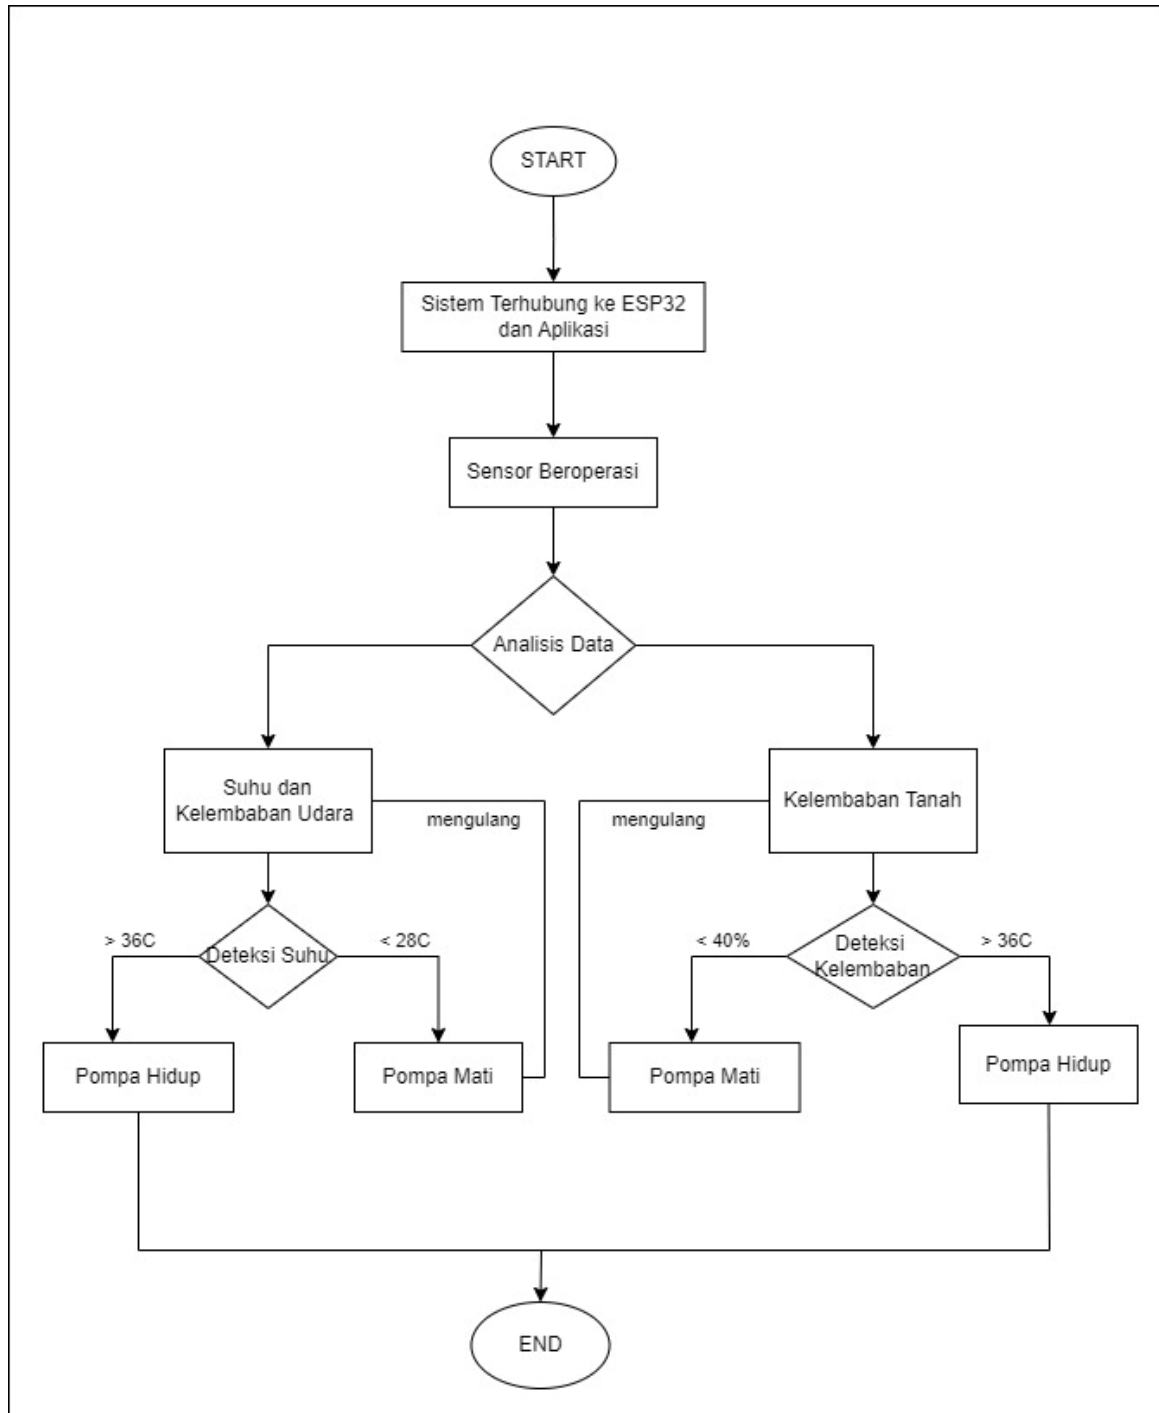 START
Sistem Terhubung ke ESP32
dan Aplikasi
Sensor Beroperasi
Analisis Data
Suhu dan
Kelembaban Udara
mengulang
mengulang
Kelembaban Tanah
> 36C
Deteksi Suhu
< 28C
< 40%
Deteksi
Kelembaban
> 36C
Pompa Hidup
Pompa Mati
Pompa Mati
Pompa Hidup
END